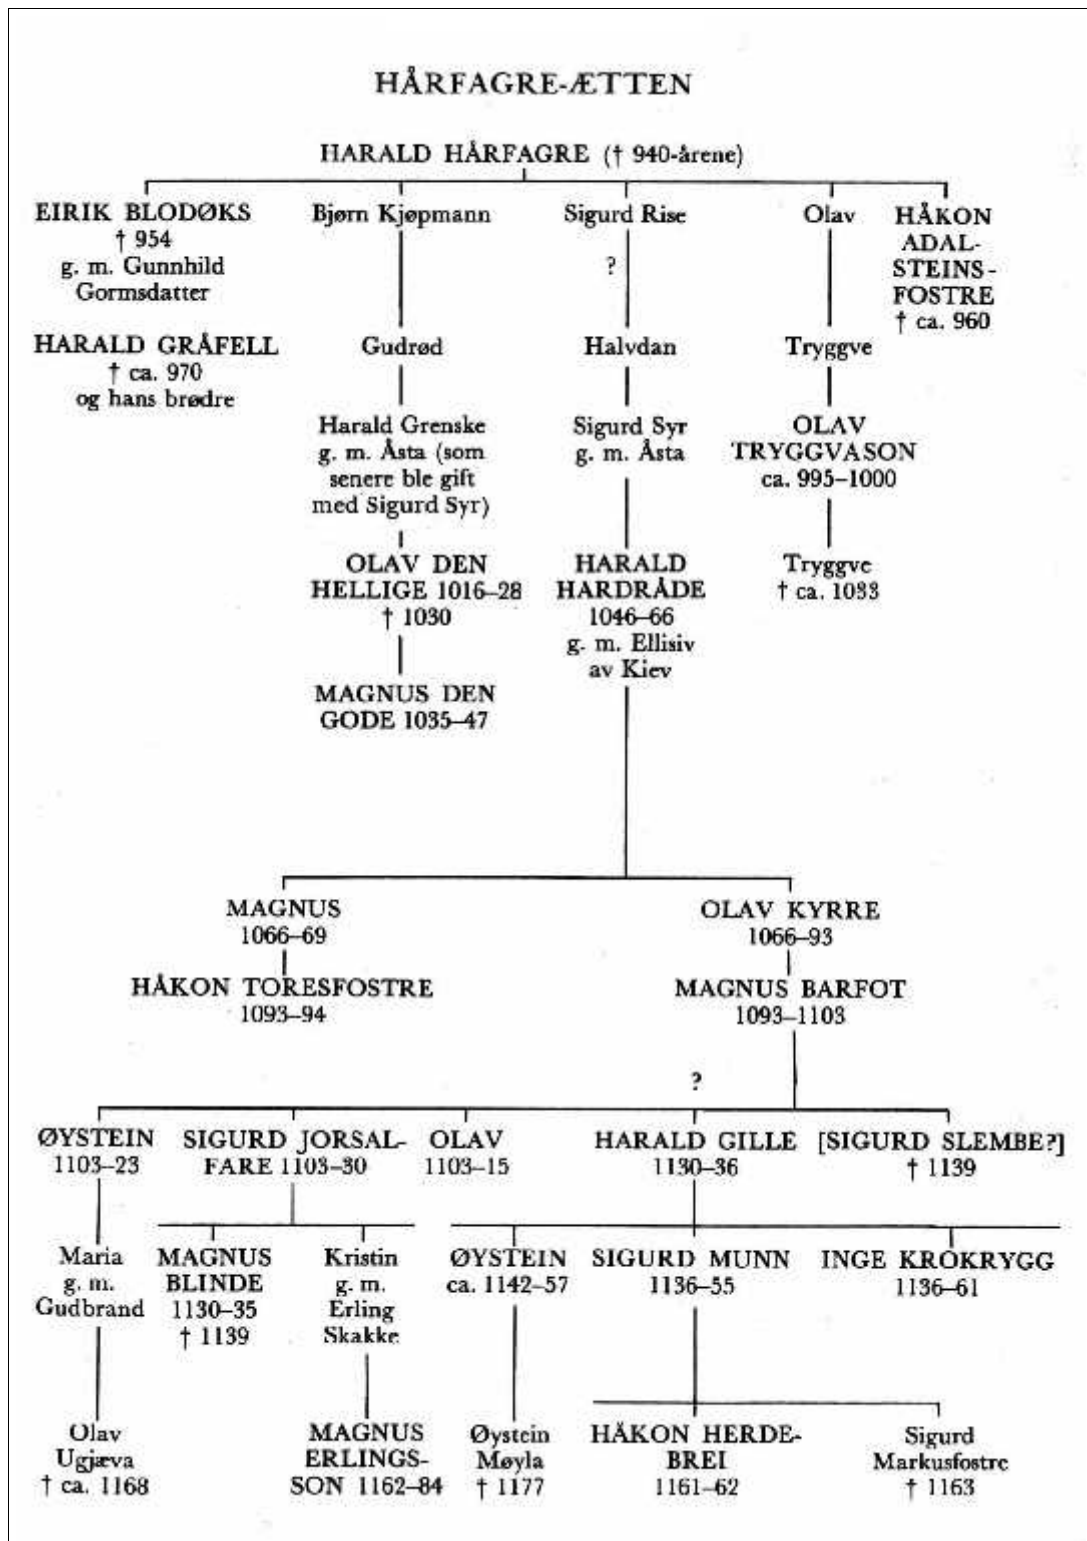 HÅRFAGRE-ÆTTEN
HARALD HÅRFAGRE († 940-årene)
EIRIK BLODØKS
† 954
g. m. Gunnhild
Gormsdatter
Bjørn Kjøpmann
Sigurd Rise
?
Olav
HÅKON
ADAL-
STEINS-
FOSTRE
† ca. 960
HARALD GRÅFELL
† ca. 970
og hans brødre
Gudrød
Halvdan
Tryggve
Harald Grenske
g. m. Åsta (som
senere ble gift
med Sigurd Syr)
Sigurd Syr
g. m. Åsta
OLAV
TRYGGVASON
ca. 995–1000
OLAV DEN
HELLIGE 1016–28
† 1030
HARALD
HARDRÅDE
1046–66
g. m. Ellisiv
av Kiev
Tryggve
† ca. 1033
MAGNUS DEN
GODE 1035–47
MAGNUS
1066–69
OLAV KYRRE
1066–93
HÅKON TORESFOSTRE
1093–94
MAGNUS BARFOT
1093–1103
?
ØYSTEIN
1103–23
SIGURD JORSAL-
FARE 1103–30
OLAV
1103–15
HARALD GILLE
1130–36
[SIGURD SLEMBE?]
† 1139
Maria
g. m.
Gudbrand
MAGNUS
BLINDE
1130–35
† 1139
Kristin
g. m.
Erling
Skakke
ØYSTEIN
ca. 1142–57
SIGURD MUNN
1136–55
INGE KROKRYGG
1136–61
Olav
Ugjæva
† ca. 1168
MAGNUS
ERLINGS-
SON 1162–84
Øystein
Møyla
† 1177
HÅKON HERDE-
BREI
1161–62
Sigurd
Markusfostre
† 1163